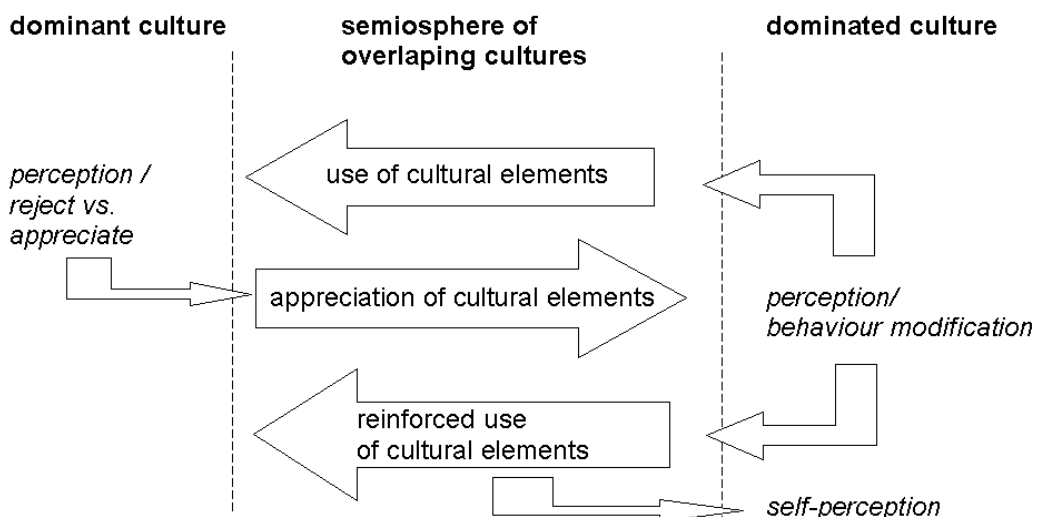 dominant culture
semiosphere of
overlaping cultures
dominated culture
perception /
reject vs.
appreciate
use of cultural elements
appreciation of cultural elements
perception/
behaviour modification
reinforced use
of cultural elements
self-perception